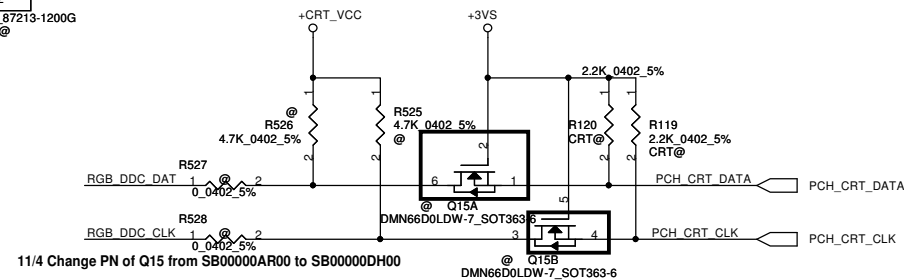 _87213-1200G
@
+CRT_VCC
+3VS
2.2K_0402_5%
1
1
1
1
@
R526
4.7K_0402_5%
R525
4.7K_0402_5%
@
R120
CRT@
R119
2.2K_0402_5%
CRT@
2
2
2
2
2
R527
RGB_DDC_DAT
1
@
2
0_0402_5%
6
1
PCH_CRT_DATA
PCH_CRT_DATA
@
Q15A
DMN66D0LDW-7_SOT363-6
5
R528
RGB_DDC_CLK
1
@
2
0_0402_5%
3
4
PCH_CRT_CLK
PCH_CRT_CLK
11/4 Change PN of Q15 from SB00000AR00 to SB00000DH00
@
Q15B
DMN66D0LDW-7_SOT363-6